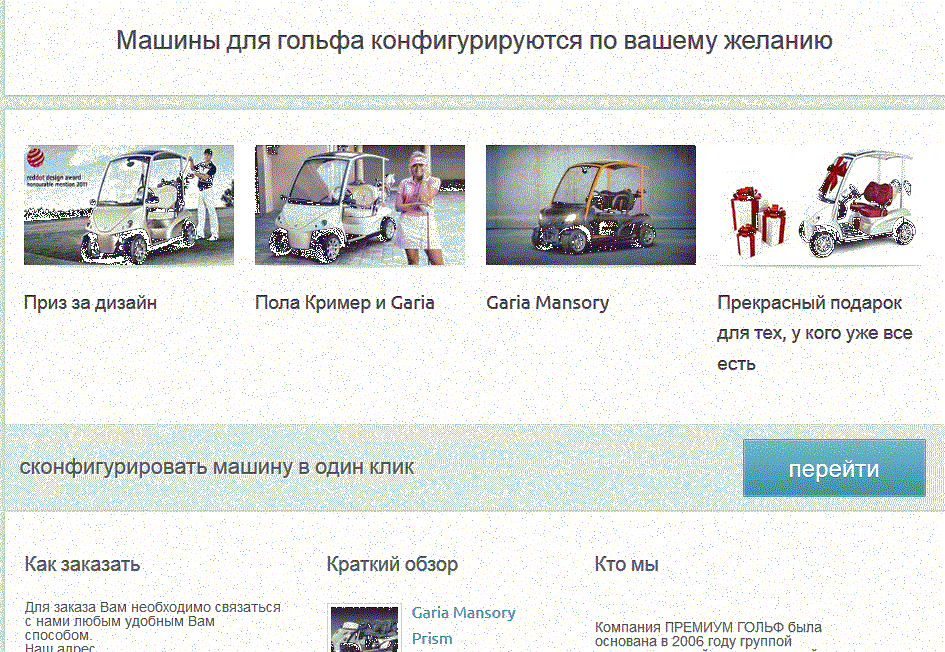 Машины для гольфа конфигурируются по вашему желанию
reddot design award
honourable mention 2011
Приз за дизайн
Пола Кример и Garia
Garia Mansory
Прекрасный подарок
для тех, у кого уже все
есть
сконфигурировать машину в один клик
перейти
Как заказать
Для заказа Вам необходимо связаться
с нами любым удобным Вам
способом.
Наш адрес
Краткий обзор
Garia Mansory
Prism
Кто мы
Компания ПРЕМИУМ ГОЛЬФ была
основана в 2006 году группой